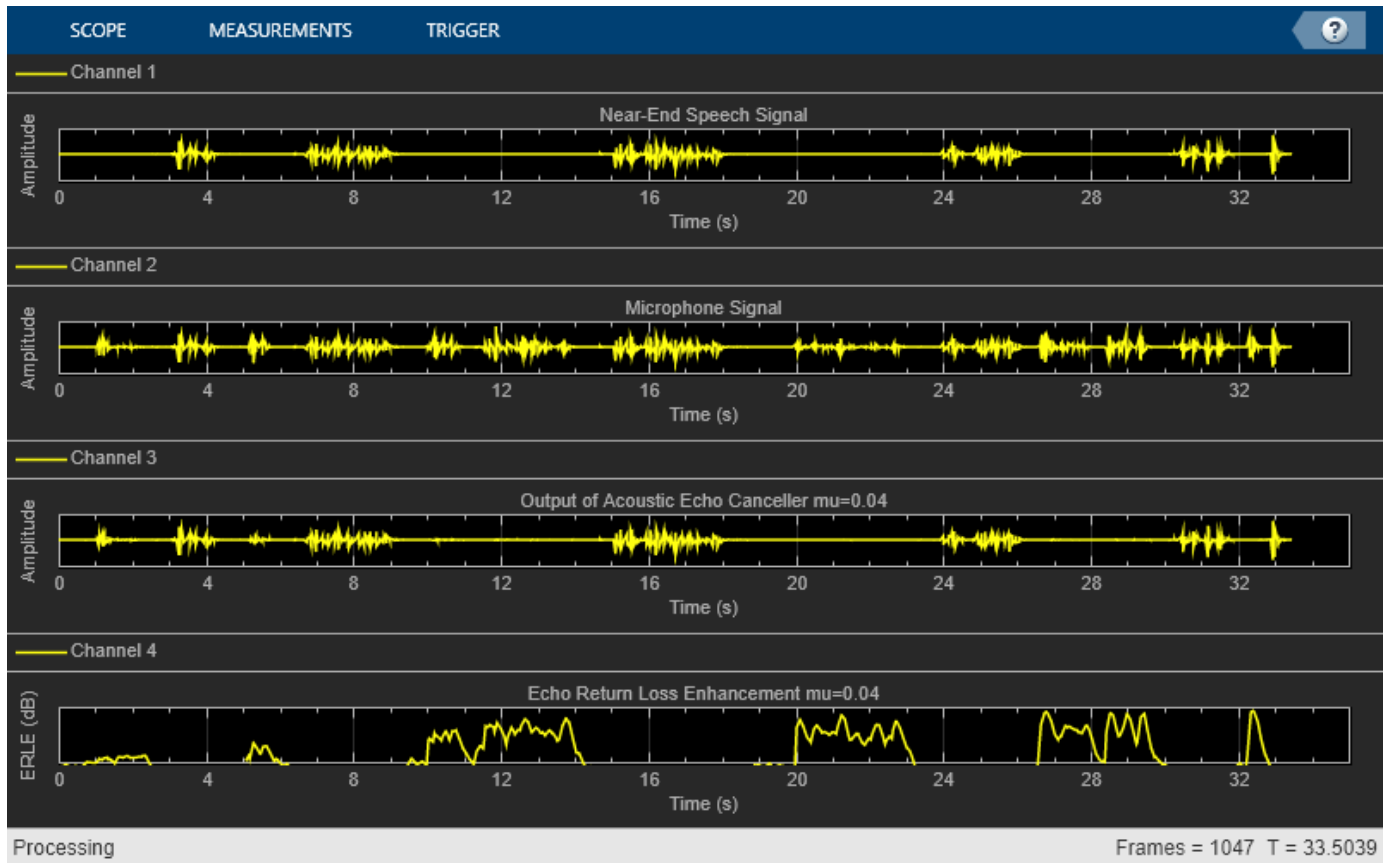 SCOPE MEASUREMENTS TRIGGER ?
Channel 1
Near-End Speech Signal
Amplitude
0 4 8 12 16 20 24 28 32
Time (s)
Channel 2
Microphone Signal
Amplitude
0 4 8 12 16 20 24 28 32
Time (s)
Channel 3
Output of Acoustic Echo Canceller mu=0.04
Amplitude
0 4 8 12 16 20 24 28 32
Time (s)
Channel 4
Echo Return Loss Enhancement mu=0.04
ERLE (dB)
0 4 8 12 16 20 24 28 32
Time (s)
Processing Frames = 1047 T = 33.5039